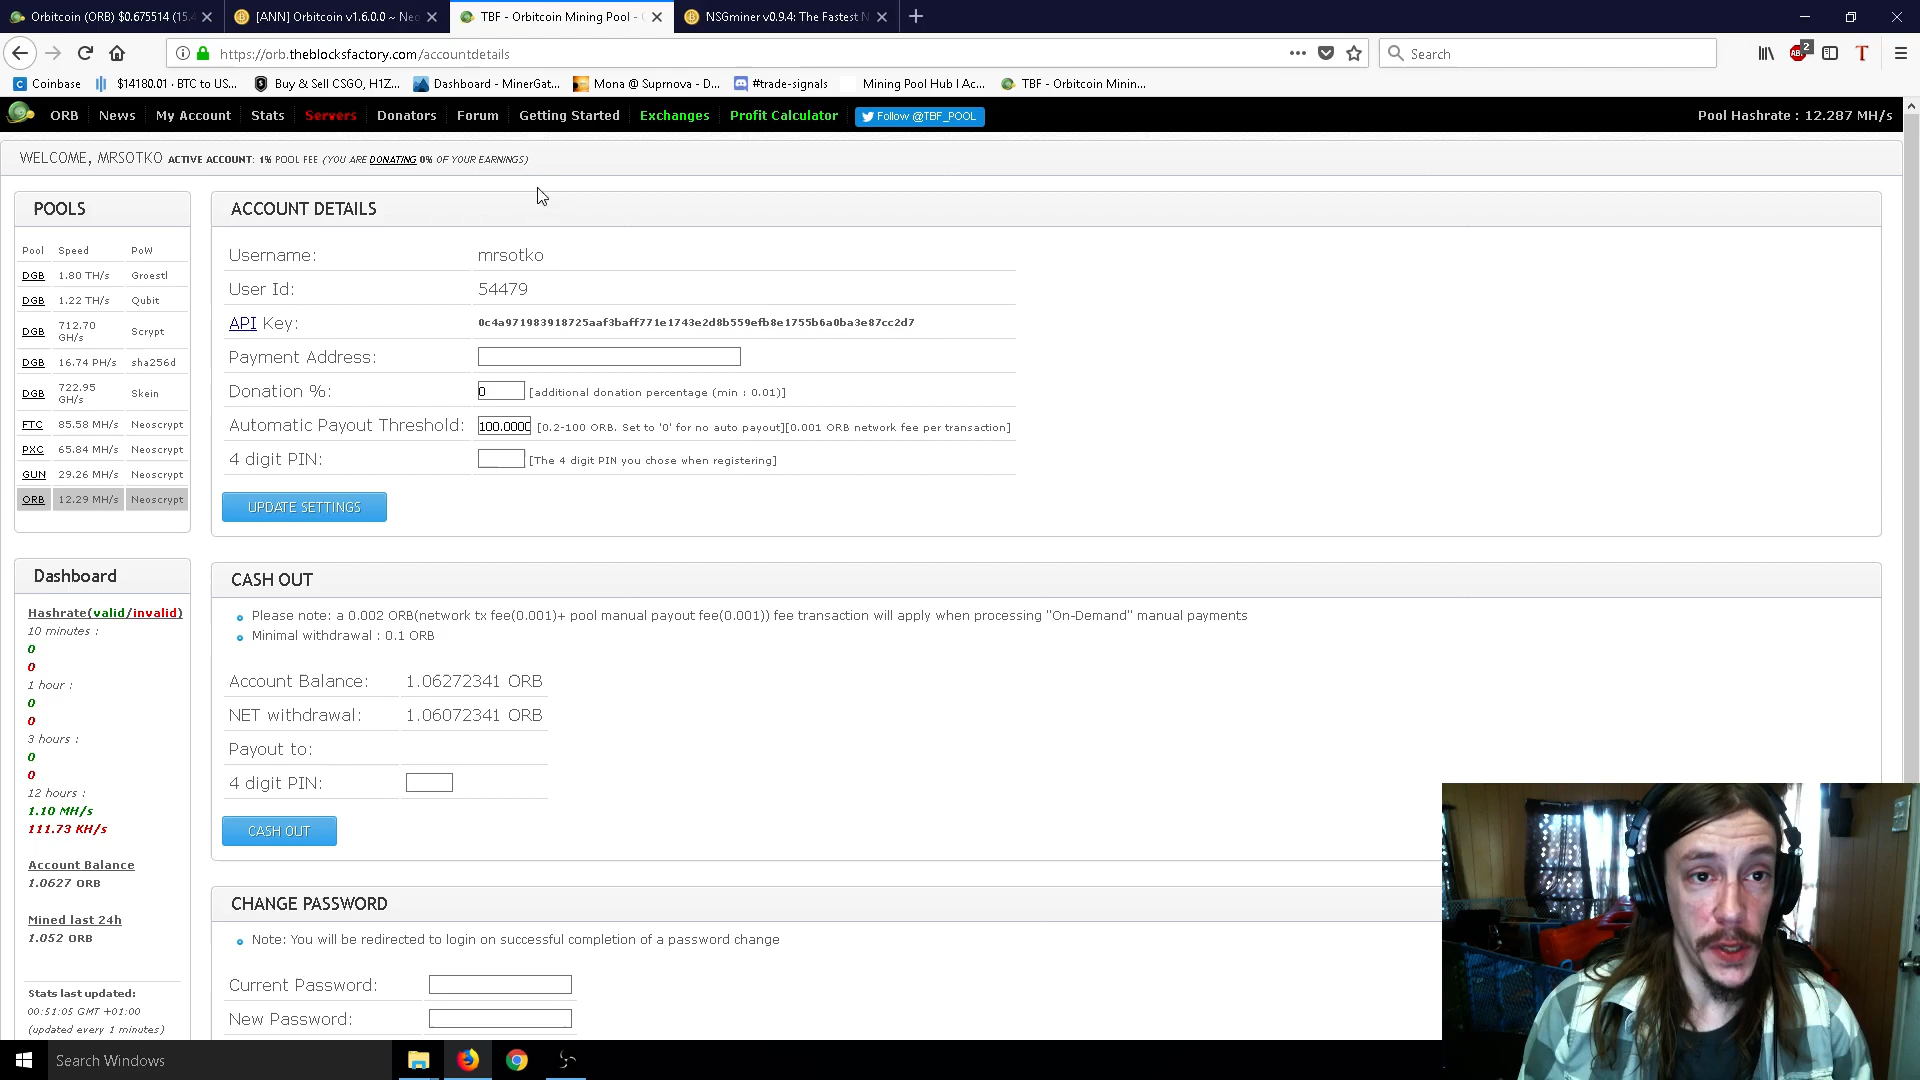 Orbitcoin (ORB) $0.675514 (15.4
[ANN] Orbitcoin v1.6.0.0 ~ Neo
TBF - Orbitcoin Mining Pool -
NSGminer v0.9.4: The Fastest N
https://orb.theblocksfactory.com/accountdetails
Search
2
Coinbase
$14180.01 · BTC to US...
Buy & Sell CSGO, H1Z...
Dashboard - MinerGat...
Mona @ Suprnova - D...
#trade-signals
Mining Pool Hub | Ac...
TBF - Orbitcoin Minin...
ORB News My Account Stats Servers Donators Forum Getting Started Exchanges Profit Calculator Follow @TBF_POOL Pool Hashrate : 12.287 MH/s
WELCOME, MRSOTKO ACTIVE ACCOUNT: 1% POOL FEE (YOU ARE DONATING 0% OF YOUR EARNINGS)
POOLS
Pool Speed PoW
DGB 1.80 TH/s Groestl
DGB 1.22 TH/s Qubit
DGB 712.70 GH/s Scrypt
DGB 16.74 PH/s sha256d
DGB 722.95 GH/s Skein
FTC 85.58 MH/s Neoscrypt
PXC 65.84 MH/s Neoscrypt
GUN 29.26 MH/s Neoscrypt
ORB 12.29 MH/s Neoscrypt
ACCOUNT DETAILS
Username: mrsotko
User Id: 54479
API Key: 0c4a971983918725aaf3baff771e1743e2d8b559efb8e1755b6a0ba3e87cc2d7
Payment Address:
Donation %: 0 [additional donation percentage (min : 0.01)]
Automatic Payout Threshold: 100.0000 [0.2-100 ORB. Set to '0' for no auto payout][0.001 ORB network fee per transaction]
4 digit PIN: [The 4 digit PIN you chose when registering]
UPDATE SETTINGS
Dashboard
Hashrate(valid/invalid)
10 minutes :
0
0
1 hour :
0
0
3 hours :
0
0
12 hours :
1.10 MH/s
111.73 KH/s
Account Balance
1.0627 ORB
Mined last 24h
1.052 ORB
Stats last updated:
00:51:05 GMT +01:00
(updated every 1 minutes)
CASH OUT
Please note: a 0.002 ORB(network tx fee(0.001)+ pool manual payout fee(0.001)) fee transaction will apply when processing "On-Demand" manual payments
Minimal withdrawal : 0.1 ORB
Account Balance: 1.06272341 ORB
NET withdrawal: 1.06072341 ORB
Payout to:
4 digit PIN:
CASH OUT
CHANGE PASSWORD
Note: You will be redirected to login on successful completion of a password change
Current Password:
New Password:
Search Windows